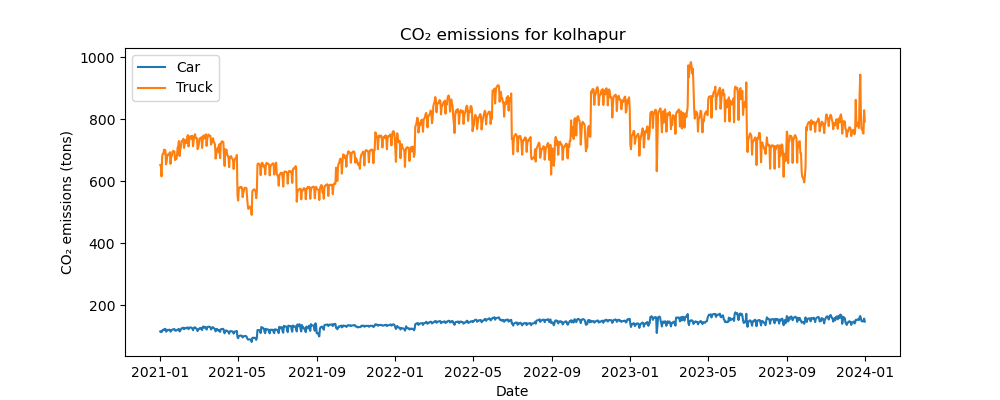 CO₂ emissions for kolhapur
Car
Truck
CO₂ emissions (tons)
1000
800
600
400
200
2021-01 2021-05 2021-09 2022-01 2022-05 2022-09 2023-01 2023-05 2023-09 2024-01
Date